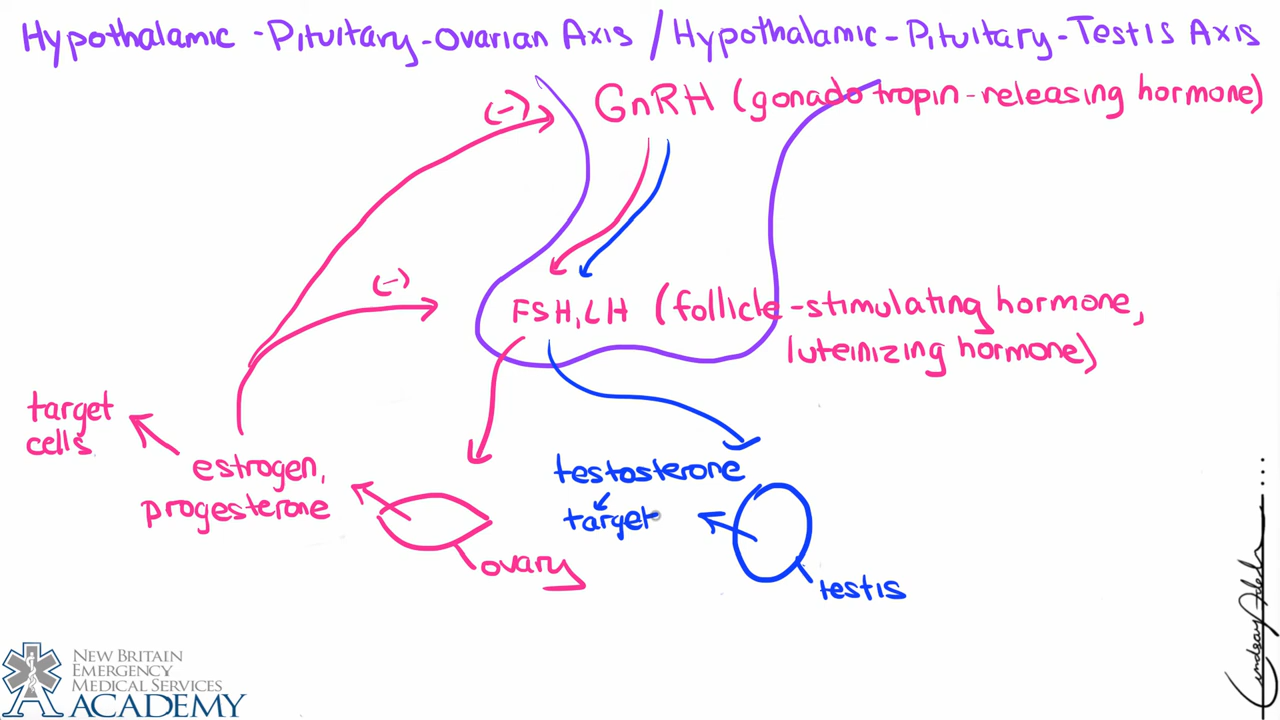 Hypothalamic -Pituitary-Ovarian Axis / Hypothalamic-Pituitary-Testis Axis
(-)
GnRH (gonadotropin-releasing hormone)
(-)
FSH, LH (follicle-stimulating hormone,
luteinizing hormone)
target
cells
estrogen,
progesterone
ovary
testosterone
target
testis
NEW BRITAIN
EMERGENCY
MEDICAL SERVICES
ACADEMY
Lindsay